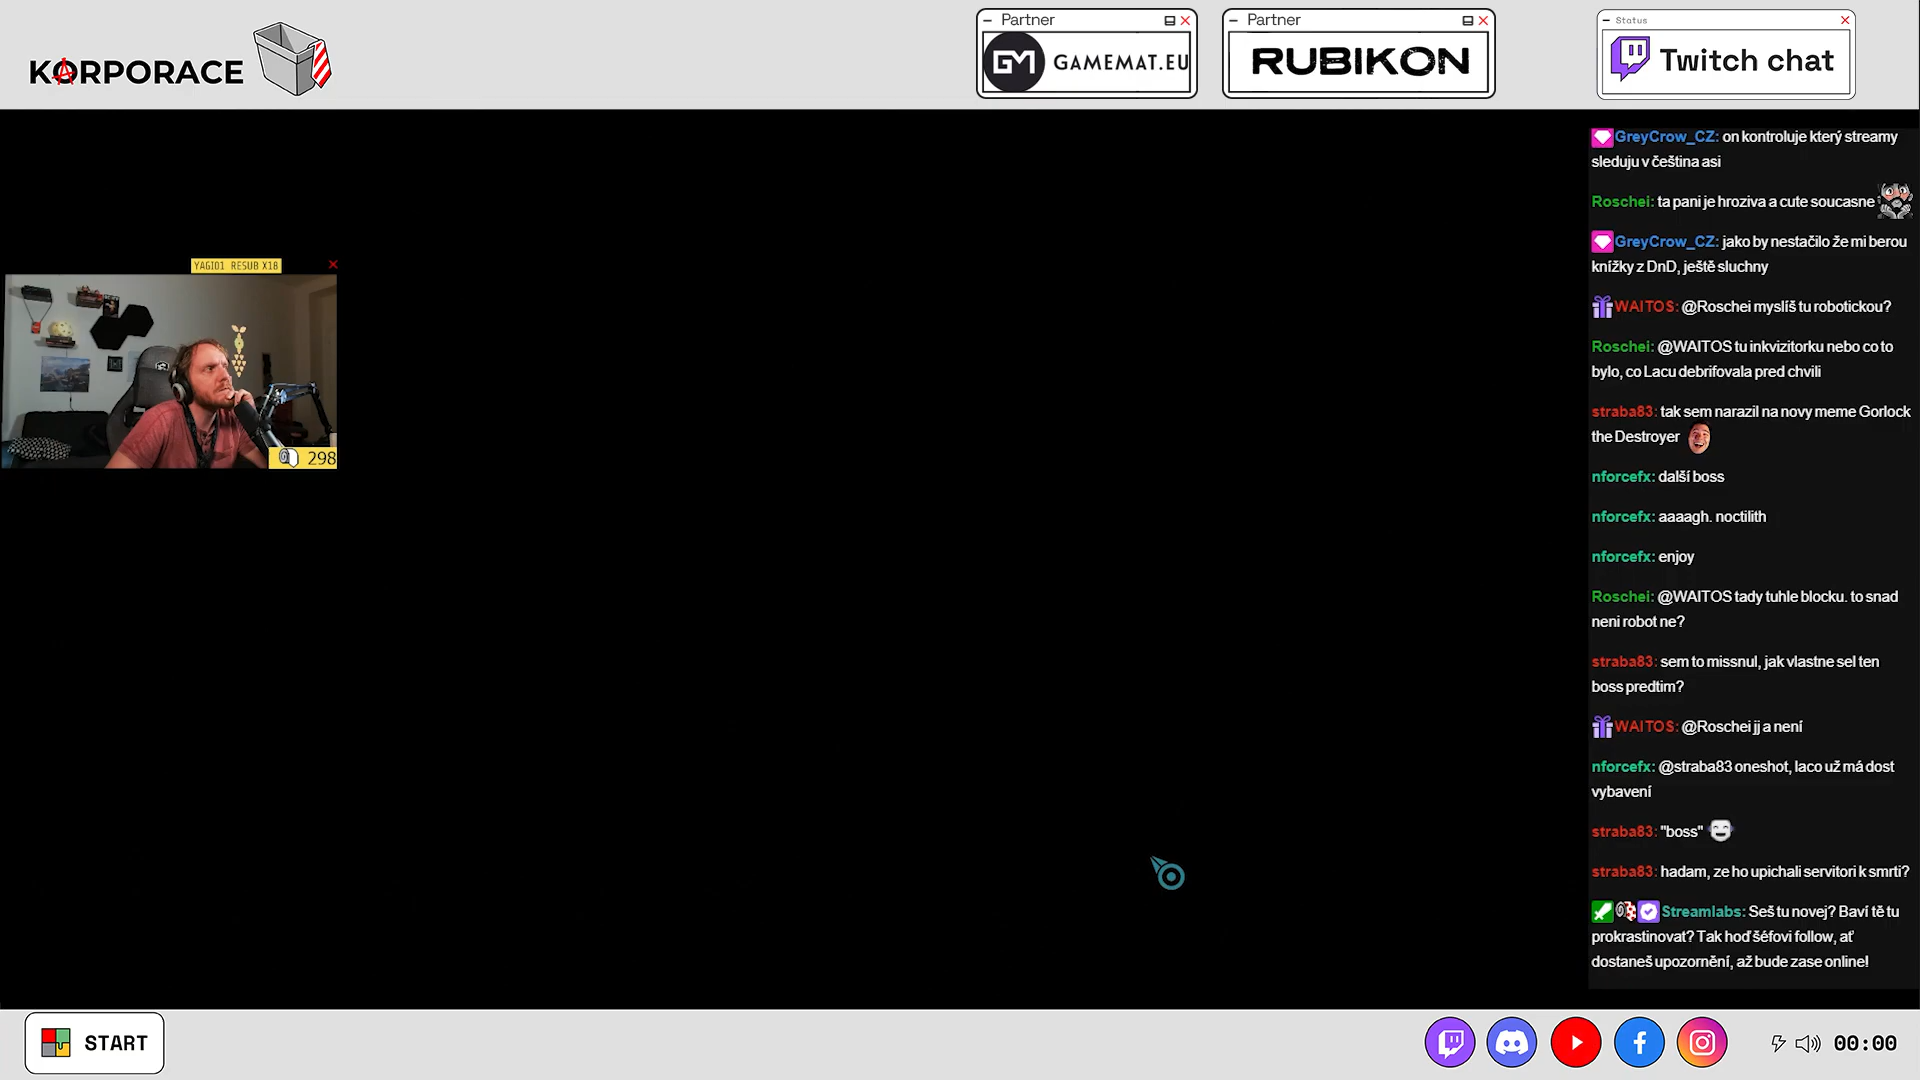 KORPORACE
Partner
GM GAMEMAT.EU
Partner
RUBIKON
Status
Twitch chat
YAGI01 RESUB X18
298
GreyCrow_CZ: on kontroluje který streamy
sleduju v čeština asi
Roschei: ta pani je hroziva a cute soucasne
GreyCrow_CZ: jako by nestačilo že mi berou
knížky z DnD, ještě sluchny
WAITOS: @Roschei myslíš tu robotickou?
Roschei: @WAITOS tu inkvizitorku nebo co to
bylo, co Lacu debrifovala pred chvili
straba83: tak sem narazil na novy meme Gorlock
the Destroyer
nforcefx: další boss
nforcefx: aaaagh. noctilith
nforcefx: enjoy
Roschei: @WAITOS tady tuhle blocku. to snad
neni robot ne?
straba83: sem to missnul, jak vlastne sel ten
boss predtim?
WAITOS: @Roschei jj a není
nforcefx: @straba83 oneshot, laco už má dost
vybavení
straba83: "boss"
straba83: hadam, ze ho upichali servitori k smrti?
Streamlabs: Seš tu novej? Baví tě tu
prokrastinovat? Tak hoď šéfovi follow, ať
dostaneš upozornění, až bude zase online!
START
00:00